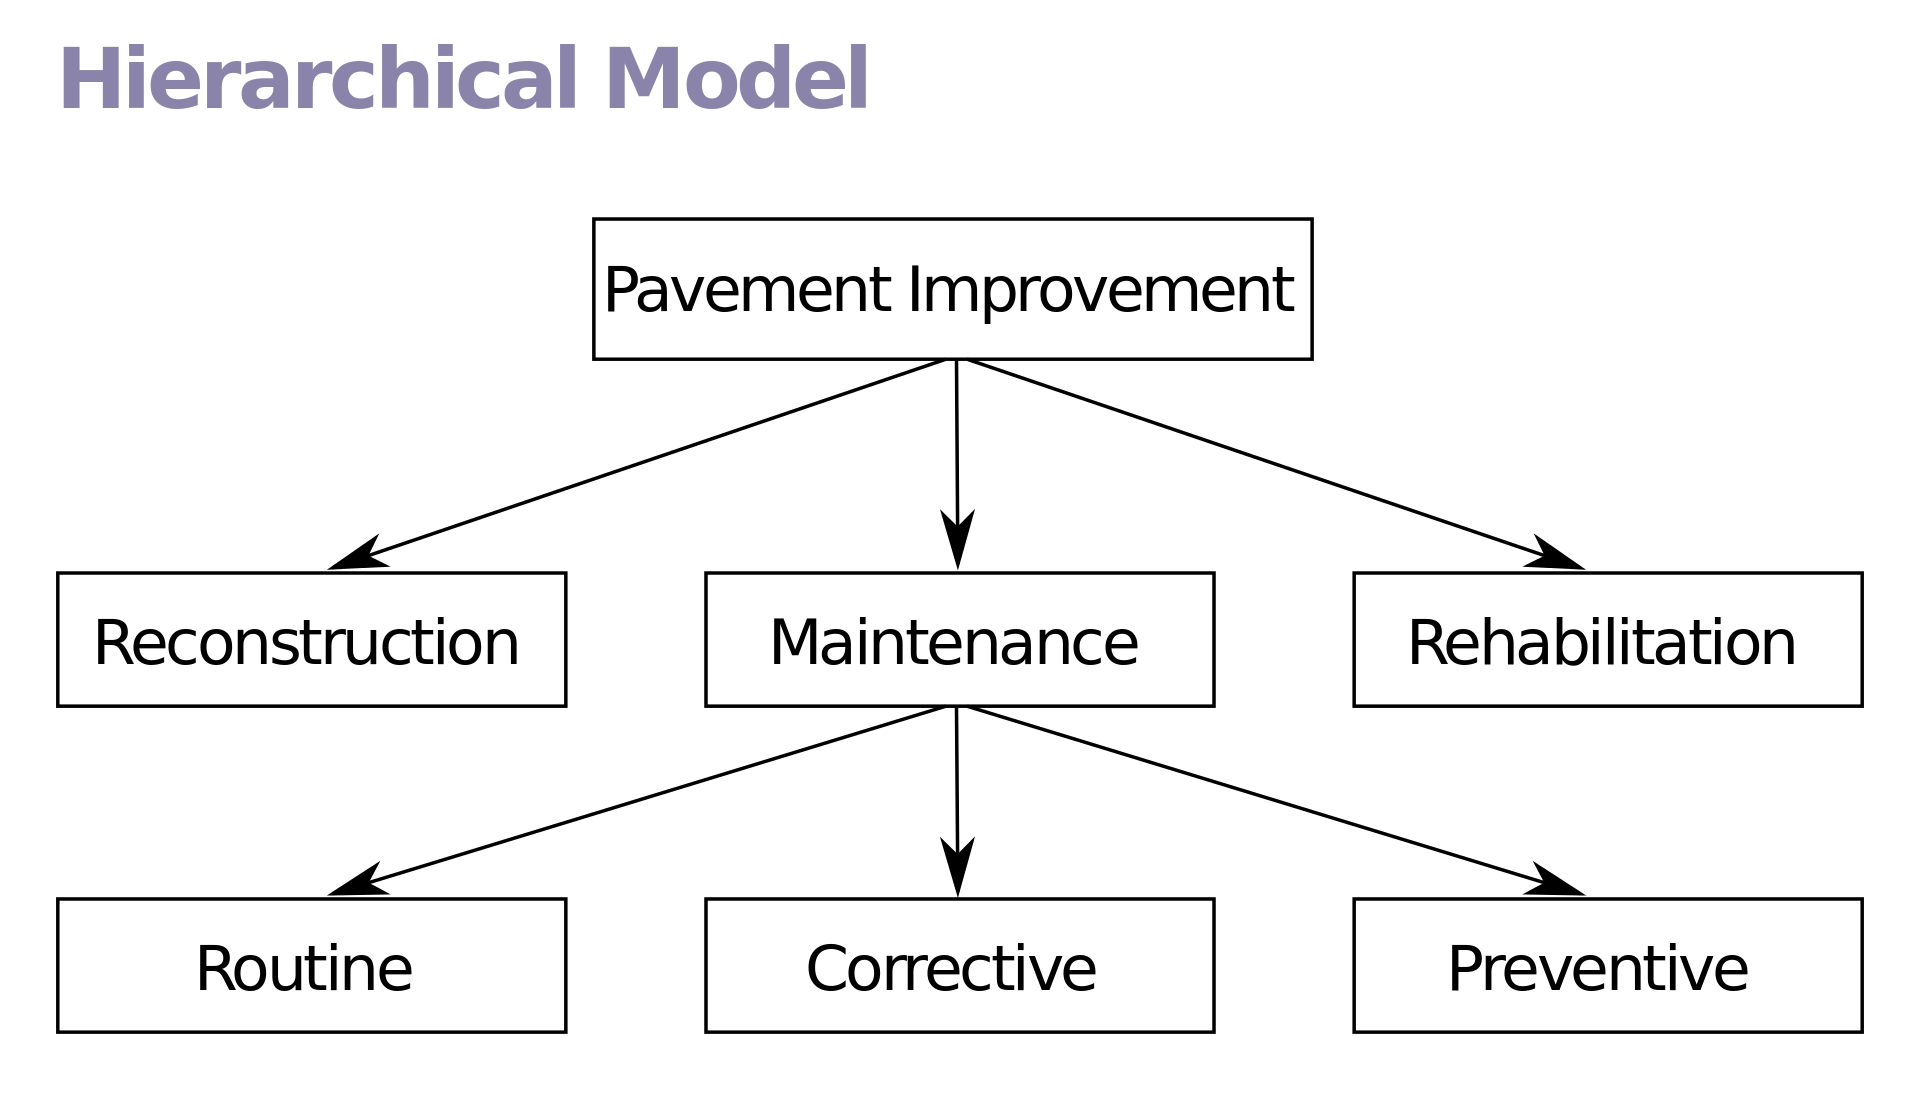 Hierarchical Model
Pavement Improvement
Reconstruction
Maintenance
Rehabilitation
Routine
Corrective
Preventive